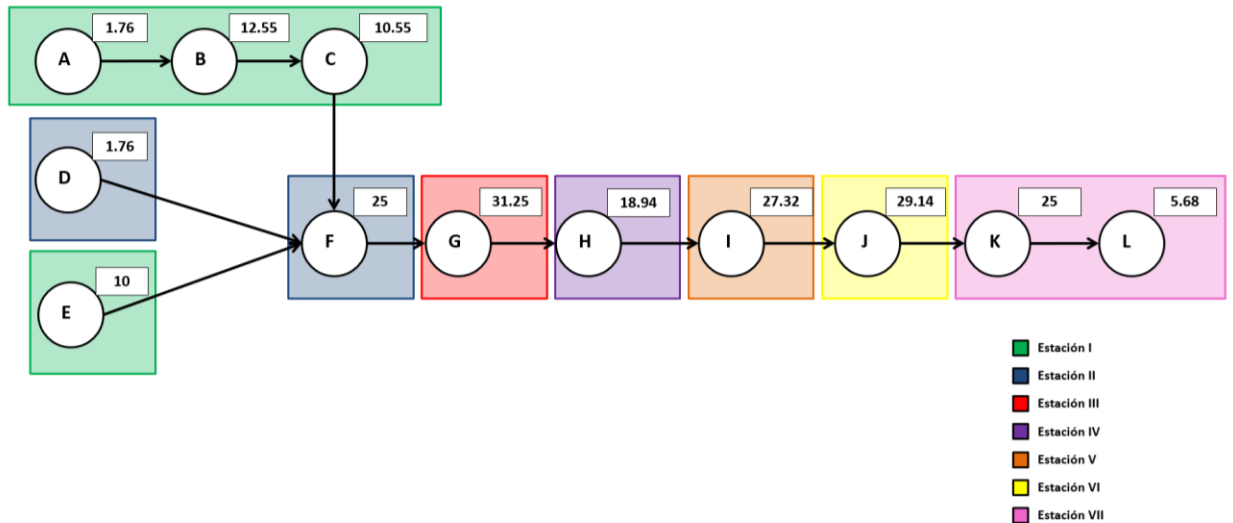 1.76 12.55 10.55
A B C
1.76
D
25 31.25 18.94 27.32 29.14 25 5.68
F G H I J K L
10
E
Estación I
Estación II
Estación III
Estación IV
Estación V
Estación VI
Estación VII